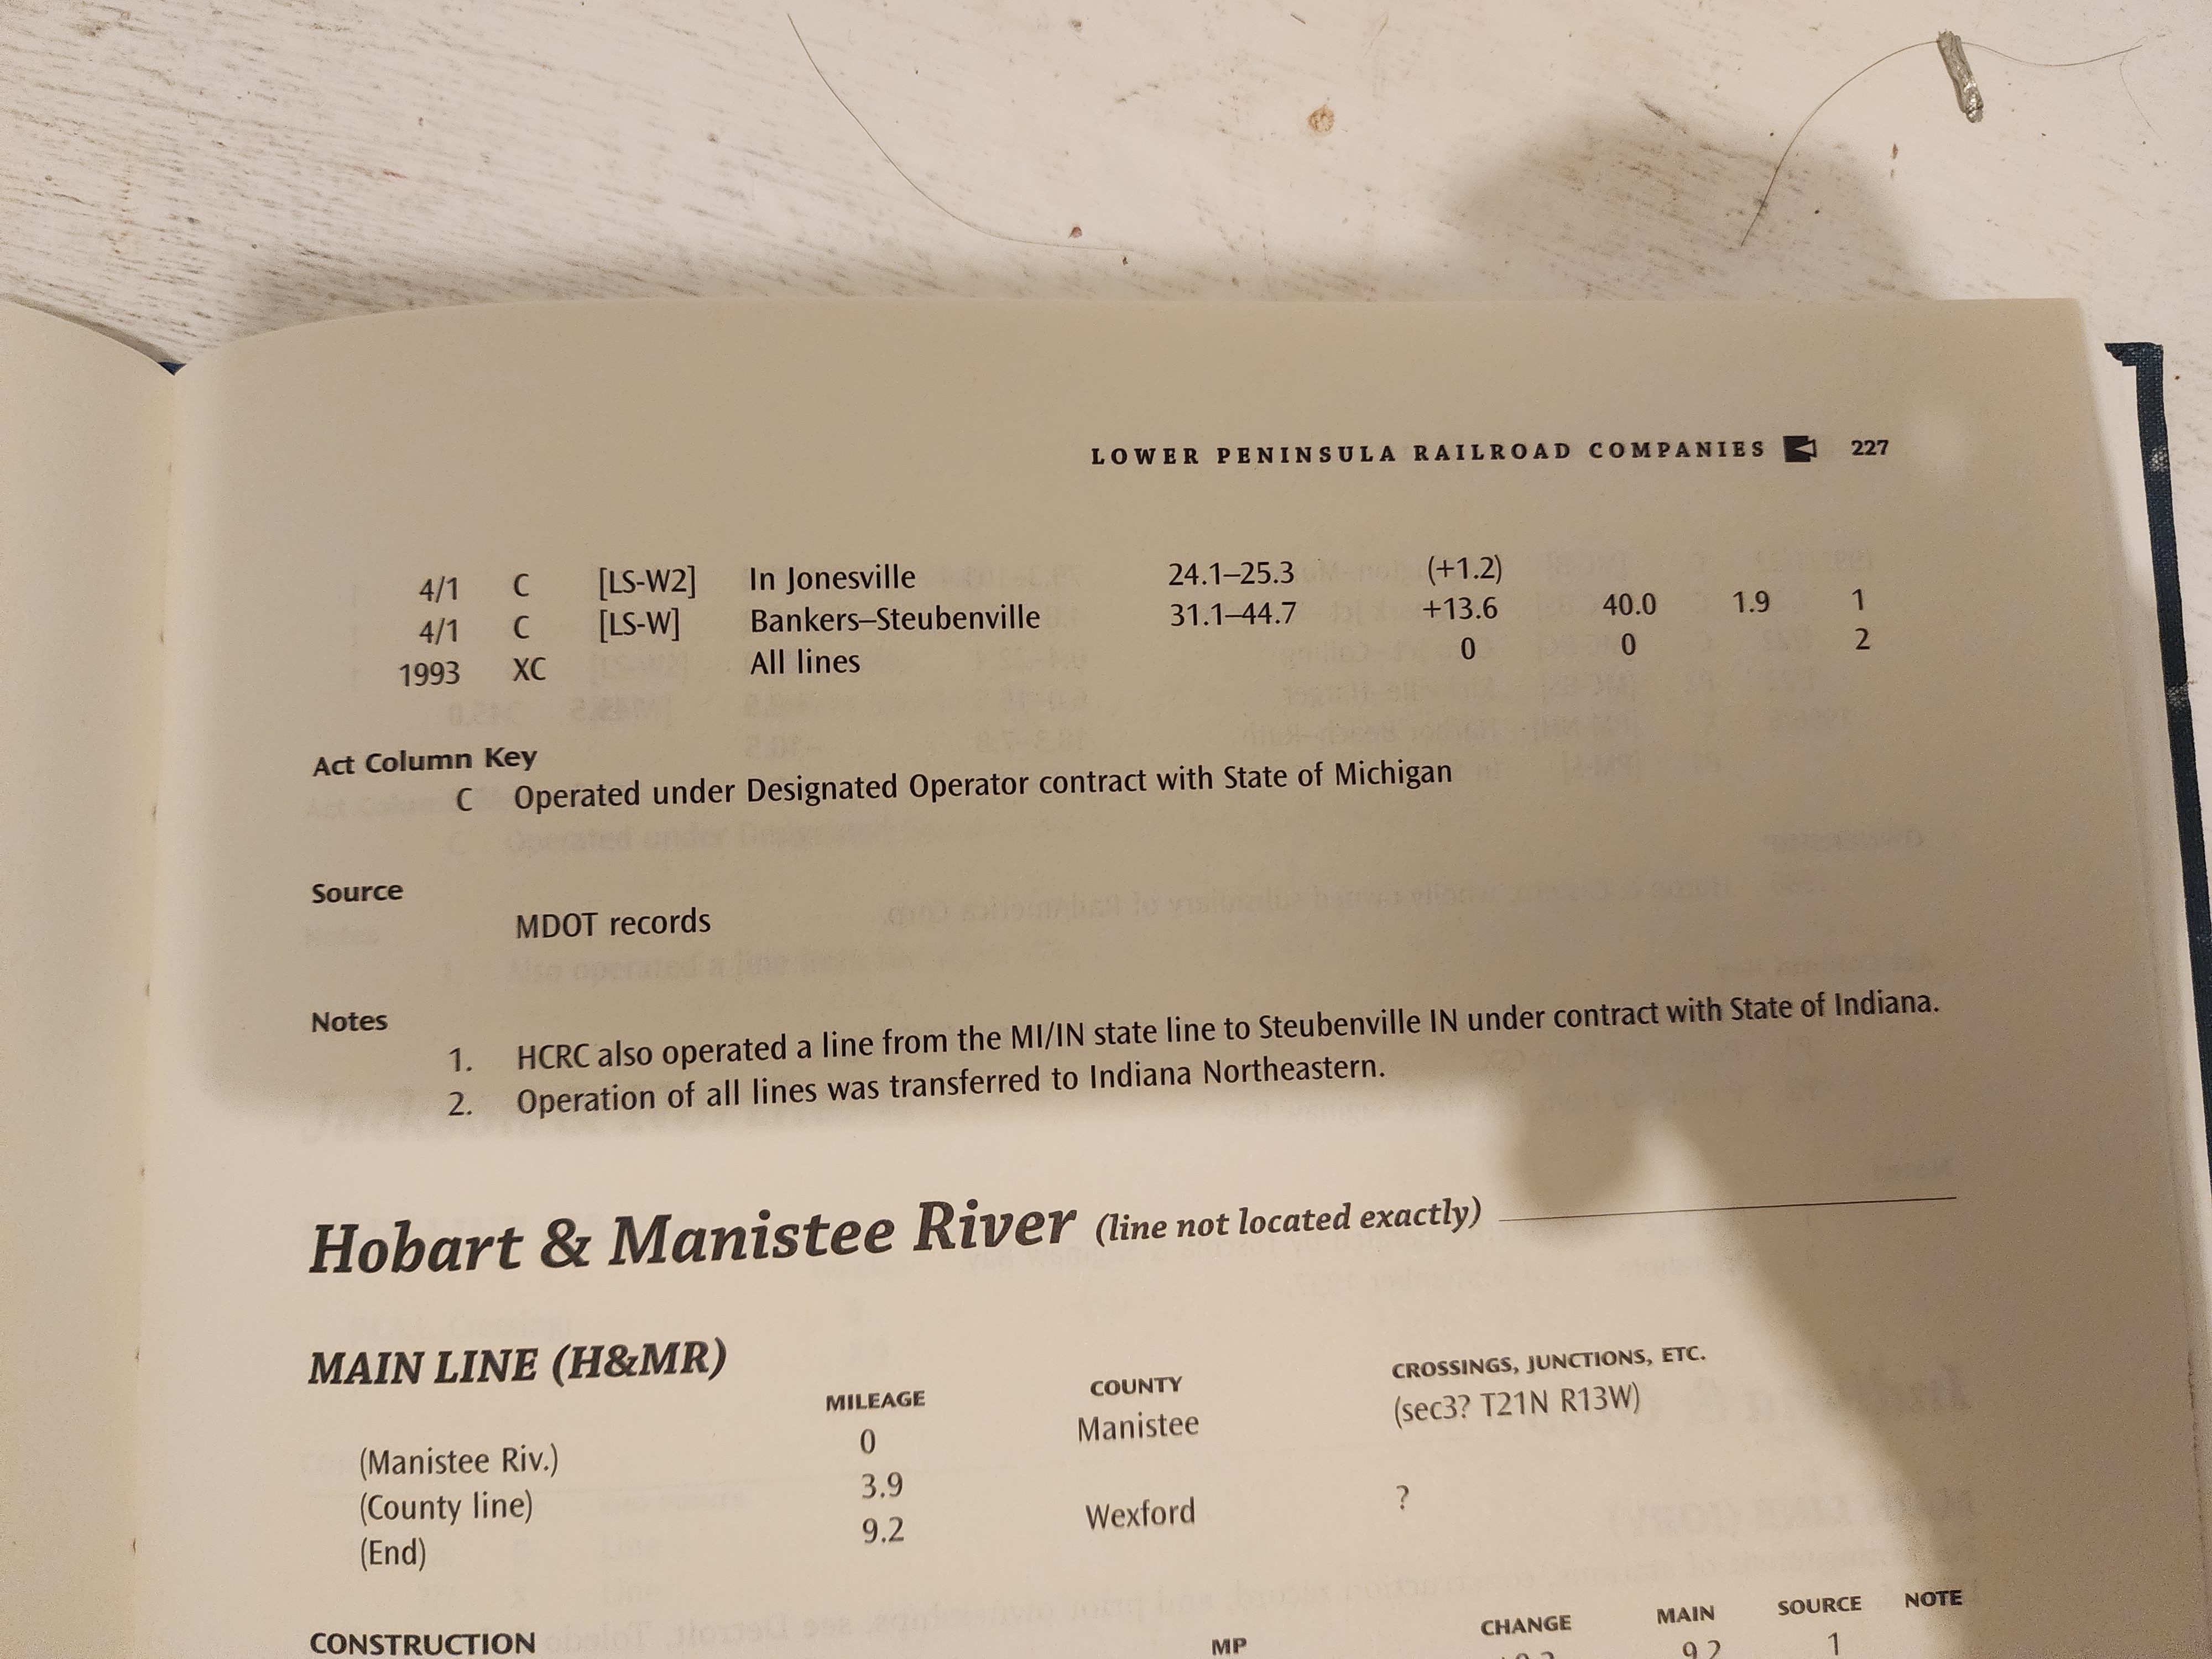 LOWER PENINSULA RAILROAD COMPANIES 227
4/1 C [LS-W2] In Jonesville 24.1–25.3 (+1.2)
4/1 C [LS-W] Bankers–Steubenville 31.1–44.7 +13.6 40.0 1.9 1
1993 XC All lines 0 0 2
Act Column Key
C Operated under Designated Operator contract with State of Michigan
Source
MDOT records
Notes
1. HCRC also operated a line from the MI/IN state line to Steubenville IN under contract with State of Indiana.
2. Operation of all lines was transferred to Indiana Northeastern.
Hobart & Manistee River (line not located exactly)
MAIN LINE (H&MR)
MILEAGE COUNTY CROSSINGS, JUNCTIONS, ETC.
(Manistee Riv.) 0 Manistee (sec3? T21N R13W)
(County line) 3.9
(End) 9.2 Wexford ?
CONSTRUCTION MP CHANGE MAIN SOURCE NOTE
9.2 1